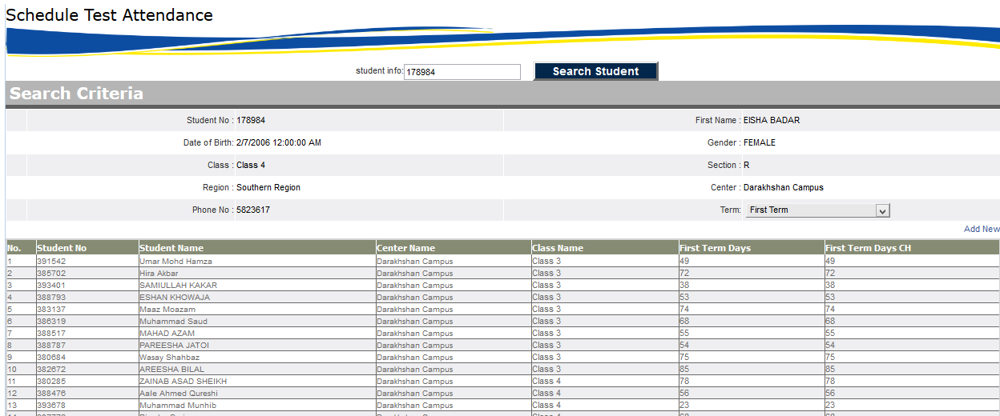 Schedule Test Attendance
student info: 178984 Search Student
Search Criteria
Student No : 178984 First Name : EISHA BADAR
Date of Birth: 2/7/2006 12:00:00 AM Gender : FEMALE
Class : Class 4 Section : R
Region : Southern Region Center : Darakhshan Campus
Phone No : 5823617 Term: First Term
Add New
No. Student No Student Name Center Name Class Name First Term Days First Term Days CH
1 391542 Umar Mohd Hamza Darakhshan Campus Class 3 49 49
2 385702 Hira Akbar Darakhshan Campus Class 3 72 72
3 393401 SAMIULLAH KAKAR Darakhshan Campus Class 3 38 38
4 388793 ESHAN KHOWAJA Darakhshan Campus Class 3 53 53
5 383137 Maaz Moazam Darakhshan Campus Class 3 74 74
6 386319 Muhammad Saud Darakhshan Campus Class 3 68 68
7 388517 MAHAD AZAM Darakhshan Campus Class 3 55 55
8 388787 PAREESHA JATOI Darakhshan Campus Class 3 54 54
9 380684 Wasay Shahbaz Darakhshan Campus Class 3 75 75
10 382672 AREESHA BILAL Darakhshan Campus Class 3 85 85
11 380285 ZAINAB ASAD SHEIKH Darakhshan Campus Class 4 78 78
12 388476 Aale Ahmed Qureshi Darakhshan Campus Class 4 56 56
13 393678 Muhammad Munhib Darakhshan Campus Class 4 23 23